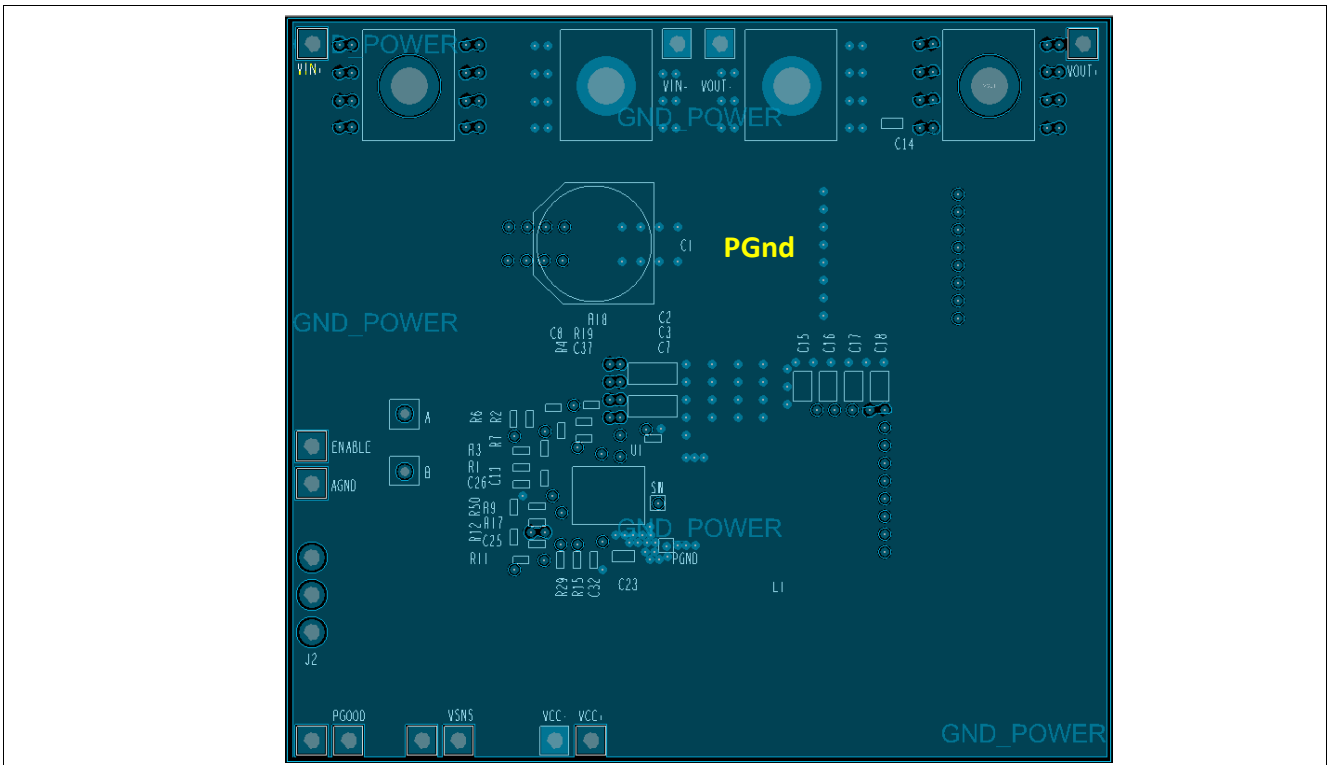 GND_POWER
VIN+
VIN-
VOUT-
VOUT+
GND_POWER
C14
C1
PGnd
GND_POWER
R18
C2
C8 R19
C3
R4 C37
C7
C15
C16
C17
C18
A
R6
R2
ENABLE
R7
R3
U1
R1
C11
C26
B
AGND
SW
R50
R9
R17
GND_POWER
R12
C25
R11
PGND
R29
R15
C32
C23
L1
J2
PGOOD
VSNS
VCC-
VCC+
GND_POWER